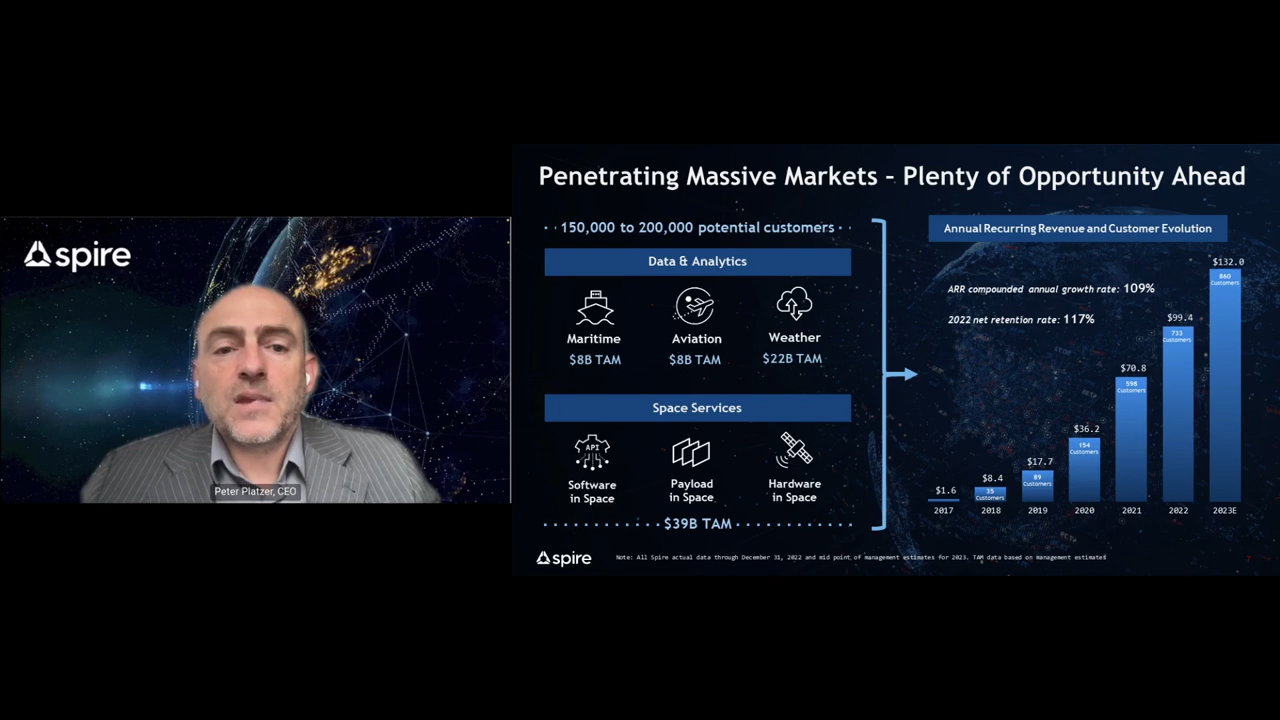 spire
Peter Platzer, CEO
Penetrating Massive Markets – Plenty of Opportunity Ahead
150,000 to 200,000 potential customers
Data & Analytics
Maritime
$8B TAM
Aviation
$8B TAM
Weather
$22B TAM
Space Services
API
Software
in Space
Payload
in Space
Hardware
in Space
$39B TAM
Annual Recurring Revenue and Customer Evolution
ARR compounded annual growth rate: 109%
2022 net retention rate: 117%
$1.6
$8.4
35
Customers
$17.7
89
Customers
$36.2
154
Customers
$70.8
598
Customers
$99.4
733
Customers
$132.0
860
Customers
2017
2018
2019
2020
2021
2022
2023E
spire
Note: All Spire actual data through December 31, 2022 and mid point of management estimates for 2023. TAM data based on management estimates